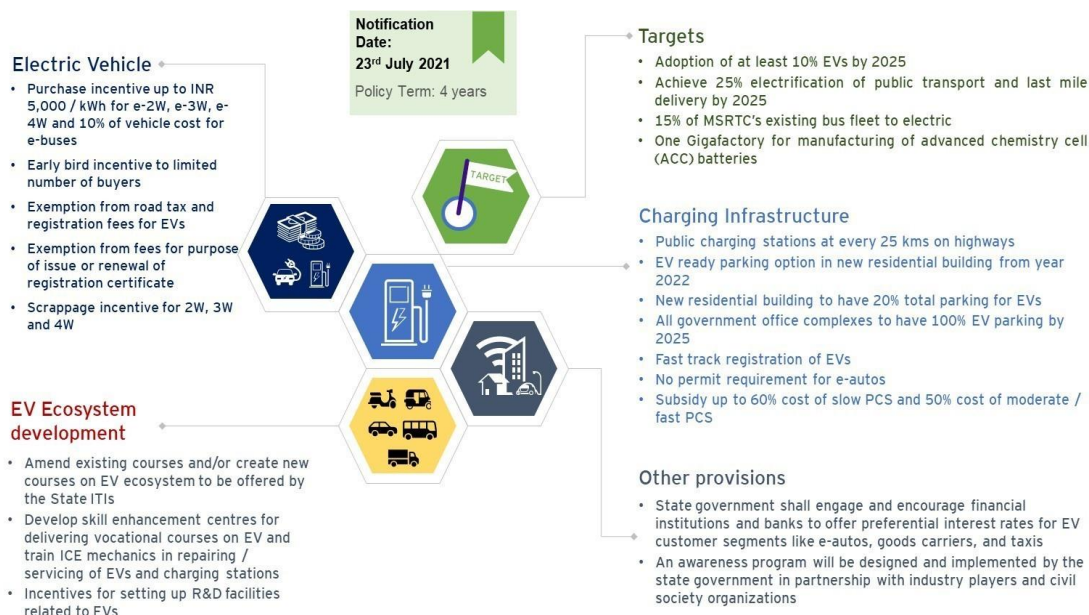 Notification
Date:
23rd July 2021
Policy Term: 4 years
Electric Vehicle
• Purchase incentive up to INR
5,000 / kWh for e-2W, e-3W, e-
4W and 10% of vehicle cost for
e-buses
• Early bird incentive to limited
number of buyers
• Exemption from road tax and
registration fees for EVs
• Exemption from fees for purpose
of issue or renewal of
registration certificate
• Scrappage incentive for 2W, 3W
and 4W
TARGET
Targets
• Adoption of at least 10% EVs by 2025
• Achieve 25% electrification of public transport and last mile
delivery by 2025
• 15% of MSRTC's existing bus fleet to electric
• One Gigafactory for manufacturing of advanced chemistry cell
(ACC) batteries
Charging Infrastructure
• Public charging stations at every 25 kms on highways
• EV ready parking option in new residential building from year
2022
• New residential building to have 20% total parking for EVs
• All government office complexes to have 100% EV parking by
2025
• Fast track registration of EVs
• No permit requirement for e-autos
• Subsidy up to 60% cost of slow PCS and 50% cost of moderate /
fast PCS
EV Ecosystem
development
• Amend existing courses and/or create new
courses on EV ecosystem to be offered by
the State ITIs
• Develop skill enhancement centres for
delivering vocational courses on EV and
train ICE mechanics in repairing /
servicing of EVs and charging stations
• Incentives for setting up R&D facilities
related to EVs
Other provisions
• State government shall engage and encourage financial
institutions and banks to offer preferential interest rates for EV
customer segments like e-autos, goods carriers, and taxis
• An awareness program will be designed and implemented by the
state government in partnership with industry players and civil
society organizations